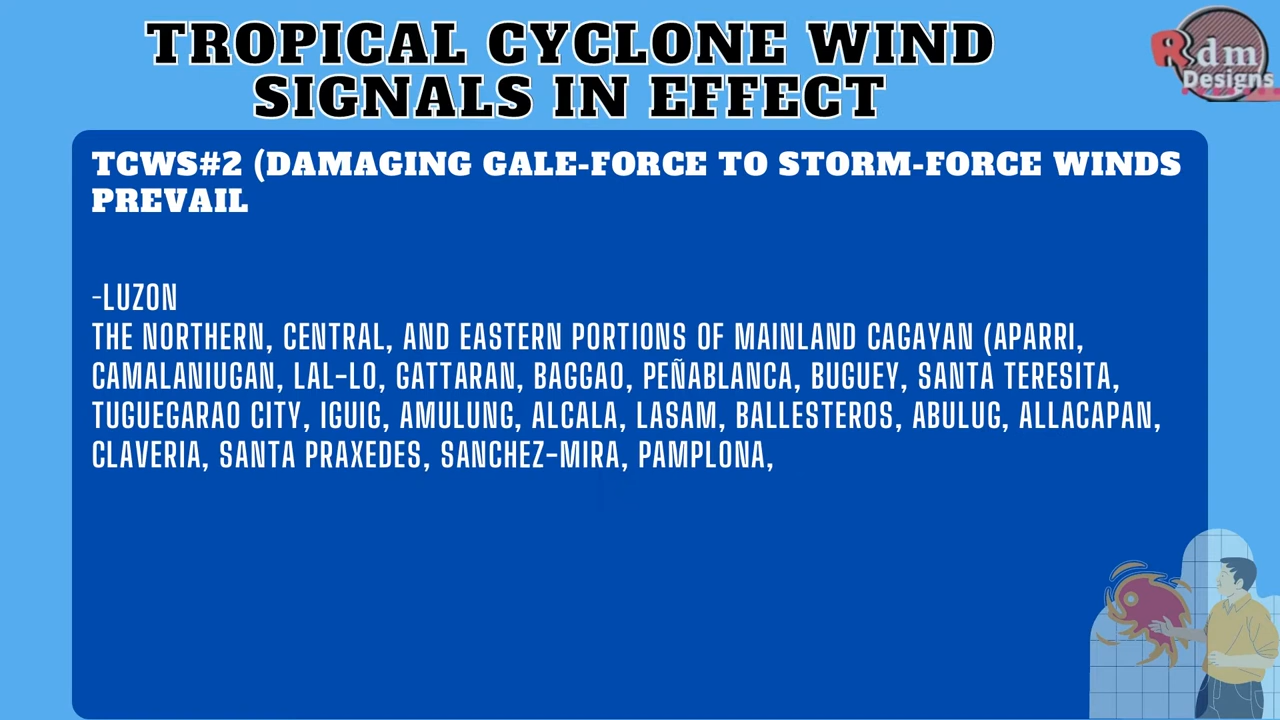 TROPICAL CYCLONE WIND
SIGNALS IN EFFECT
Rdm
Designs
TCWS#2 (DAMAGING GALE-FORCE TO STORM-FORCE WINDS
PREVAIL
-LUZON
THE NORTHERN, CENTRAL, AND EASTERN PORTIONS OF MAINLAND CAGAYAN (APARRI,
CAMALANIUGAN, LAL-LO, GATTARAN, BAGGAO, PEÑABLANCA, BUGUEY, SANTA TERESITA,
TUGUEGARAO CITY, IGUIG, AMULUNG, ALCALA, LASAM, BALLESTEROS, ABULUG, ALLACAPAN,
CLAVERIA, SANTA PRAXEDES, SANCHEZ-MIRA, PAMPLONA,